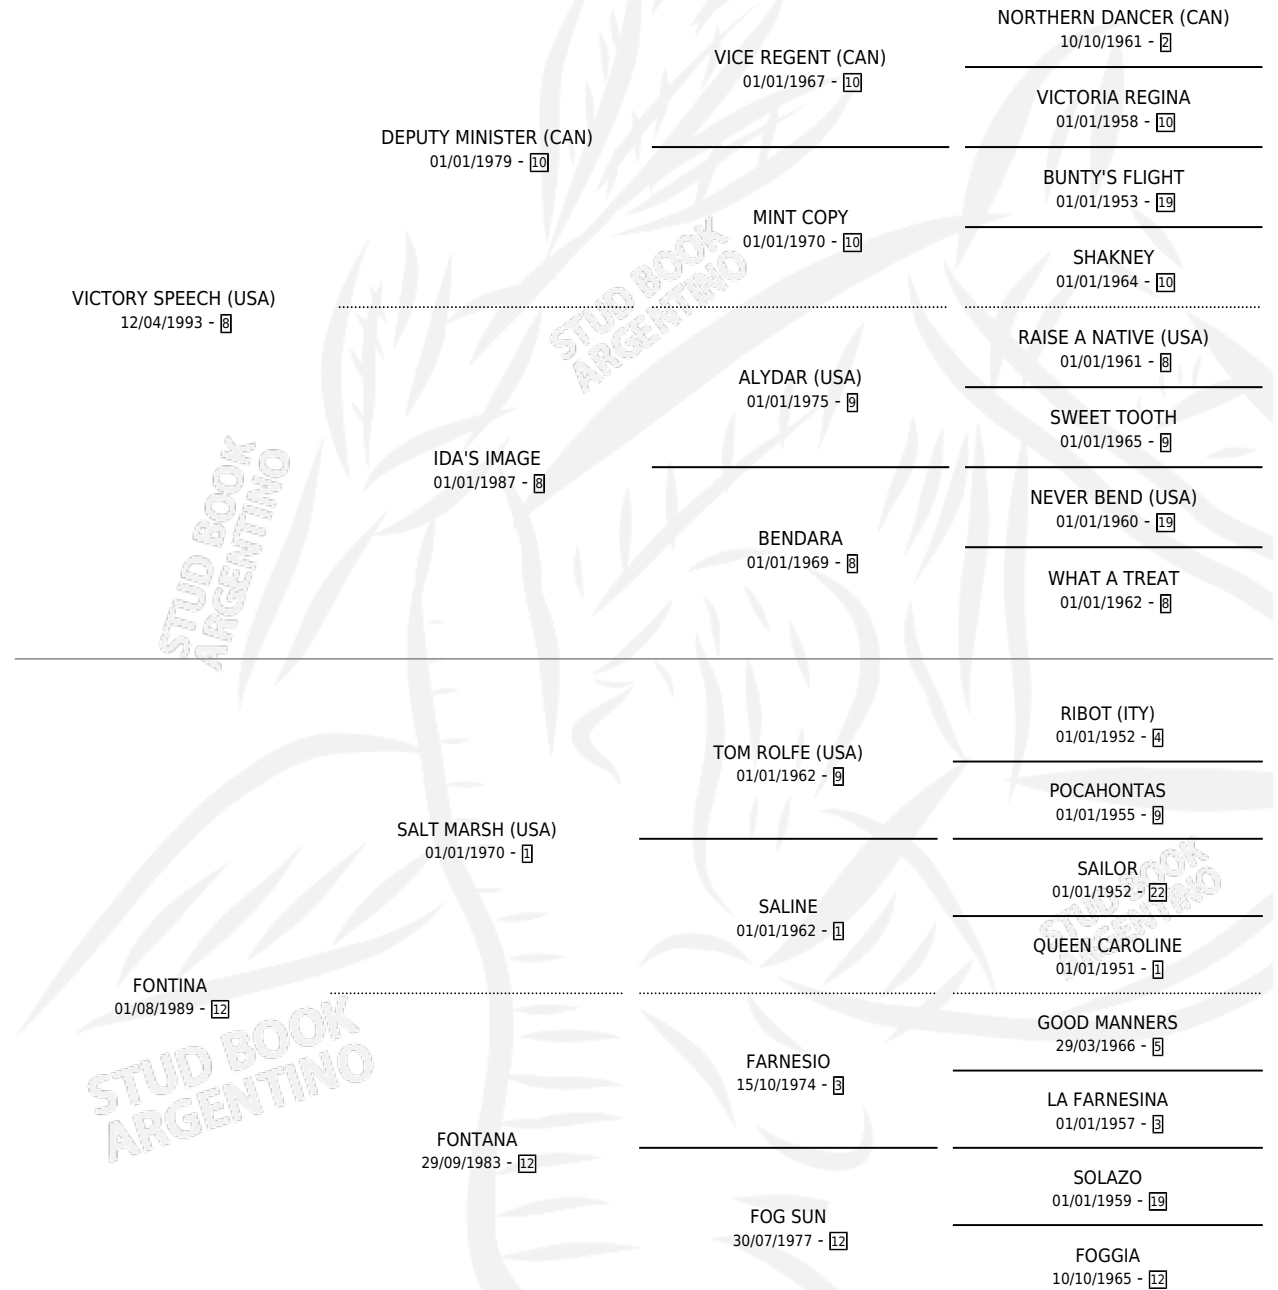 NORTHERN DANCER (CAN)
10/10/1961 - 2
VICE REGENT (CAN)
01/01/1967 - 10
VICTORIA REGINA
01/01/1958 - 10
DEPUTY MINISTER (CAN)
01/01/1979 - 10
BUNTY'S FLIGHT
01/01/1953 - 19
MINT COPY
01/01/1970 - 10
SHAKNEY
01/01/1964 - 10
VICTORY SPEECH (USA)
12/04/1993 - 8
RAISE A NATIVE (USA)
01/01/1961 - 8
ALYDAR (USA)
01/01/1975 - 9
SWEET TOOTH
01/01/1965 - 9
IDA'S IMAGE
01/01/1987 - 8
NEVER BEND (USA)
01/01/1960 - 19
BENDARA
01/01/1969 - 8
WHAT A TREAT
01/01/1962 - 8
STUD BOOK
ARGENTINO
STUD BOOK
ARGENTINO
RIBOT (ITY)
01/01/1952 - 4
TOM ROLFE (USA)
01/01/1962 - 9
POCAHONTAS
01/01/1955 - 9
SALT MARSH (USA)
01/01/1970 - 1
SAILOR
01/01/1952 - 22
SALINE
01/01/1962 - 1
QUEEN CAROLINE
01/01/1951 - 1
FONTINA
01/08/1989 - 12
GOOD MANNERS
29/03/1966 - 5
FARNESIO
15/10/1974 - 3
LA FARNESINA
01/01/1957 - 3
FONTANA
29/09/1983 - 12
SOLAZO
01/01/1959 - 19
FOG SUN
30/07/1977 - 12
FOGGIA
10/10/1965 - 12
STUD BOOK
ARGENTINO
STUD BOOK
ARGENTINO